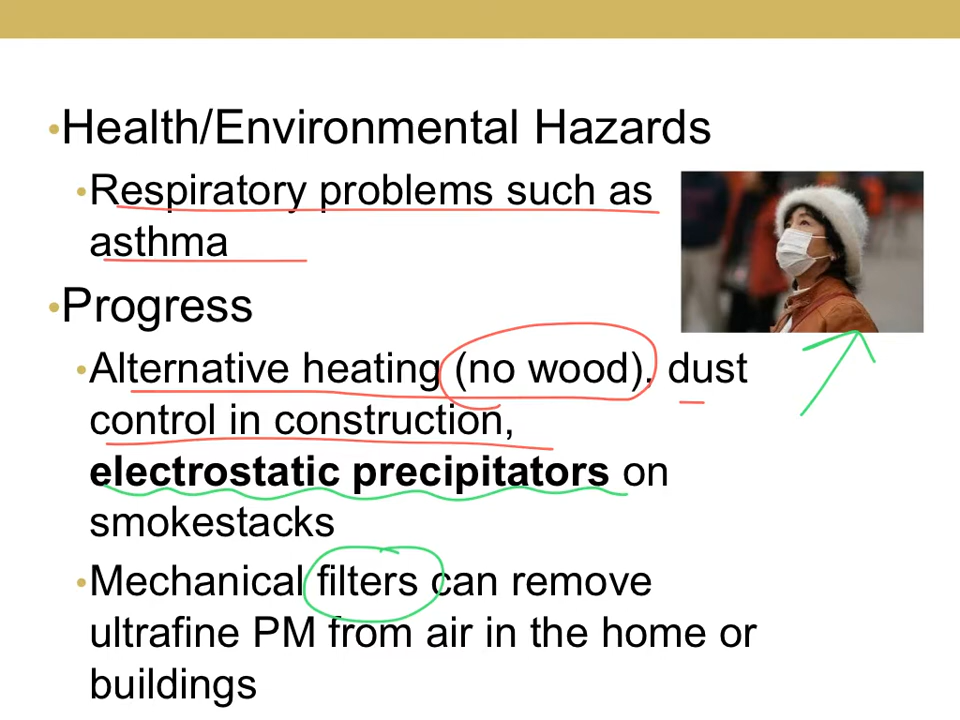 •Health/Environmental Hazards
•Respiratory problems such as
asthma
•Progress
•Alternative heating (no wood). dust
control in construction,
electrostatic precipitators on
smokestacks
•Mechanical filters can remove
ultrafine PM from air in the home or
buildings